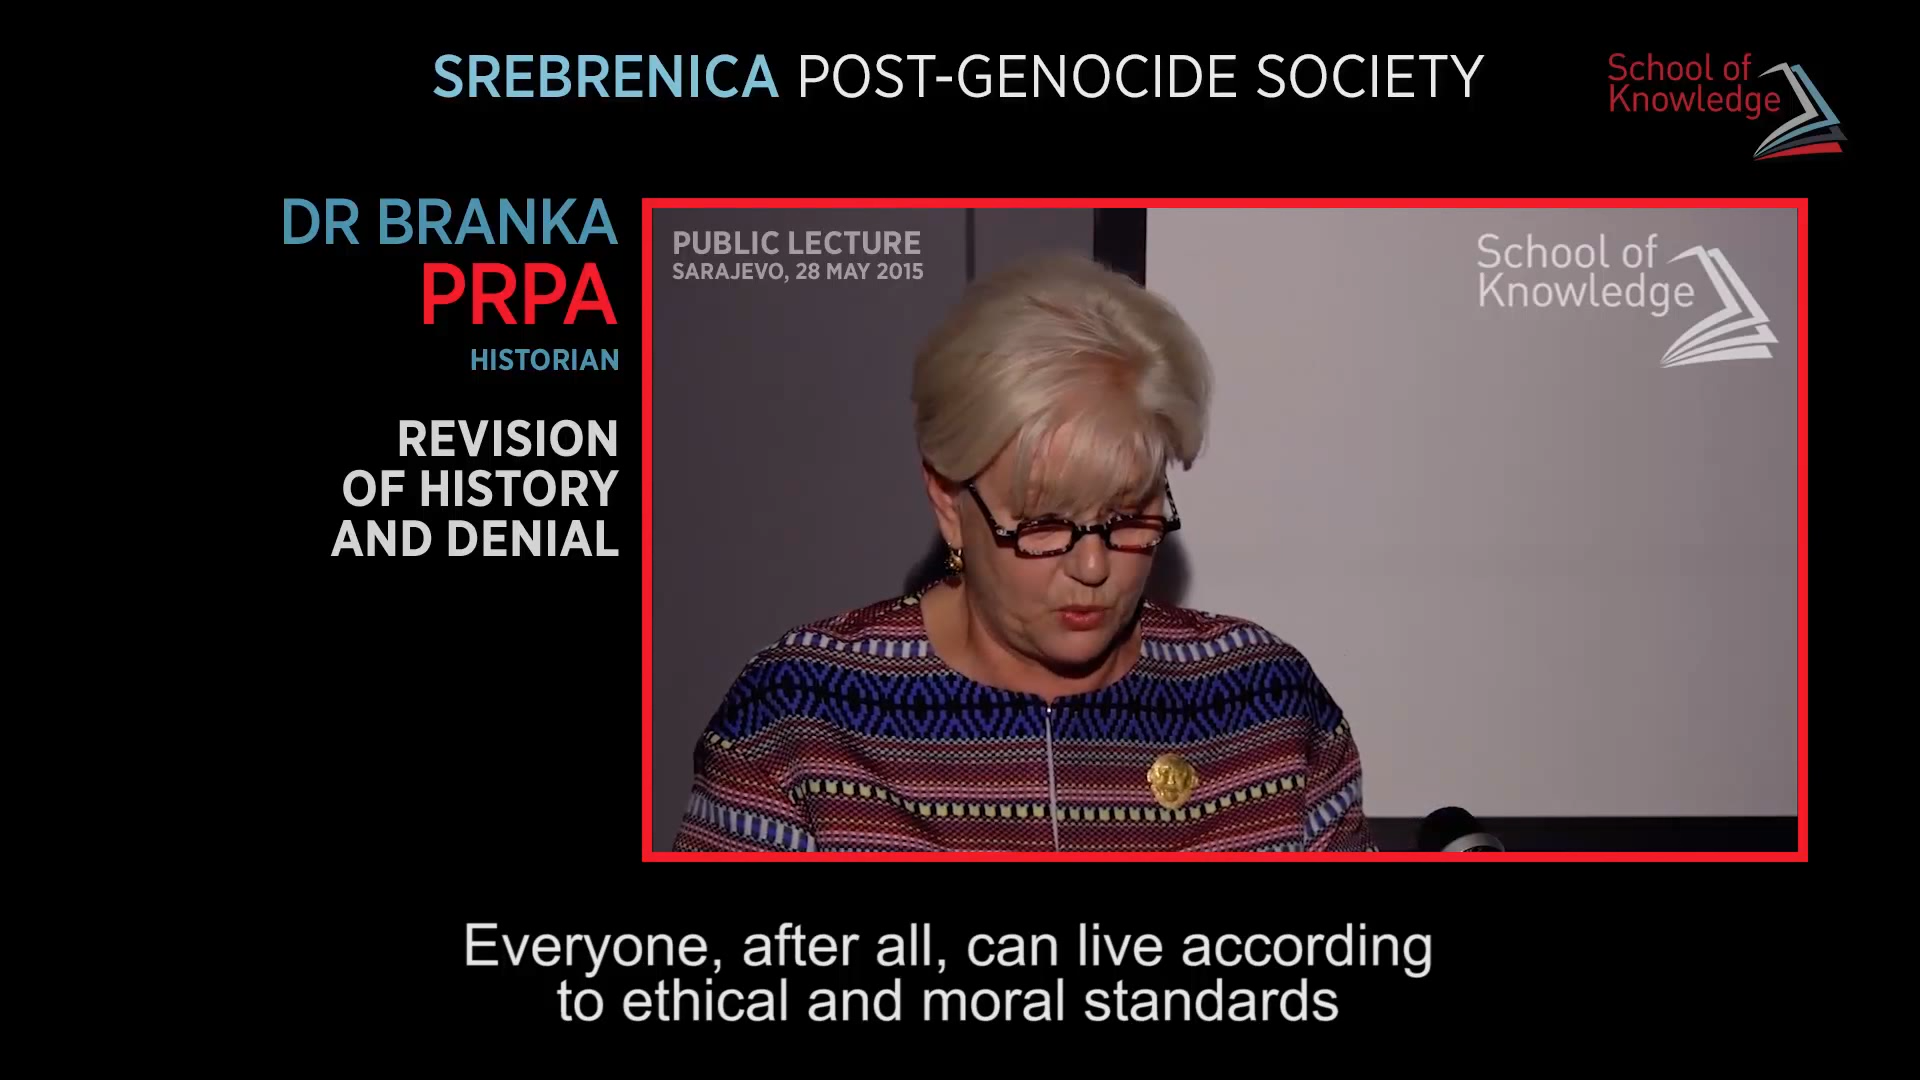 SREBRENICA POST-GENOCIDE SOCIETY
School of
Knowledge
DR BRANKA
PRPA
HISTORIAN
REVISION
OF HISTORY
AND DENIAL
PUBLIC LECTURE
SARAJEVO, 28 MAY 2015
School of
Knowledge
Everyone, after all, can live according
to ethical and moral standards